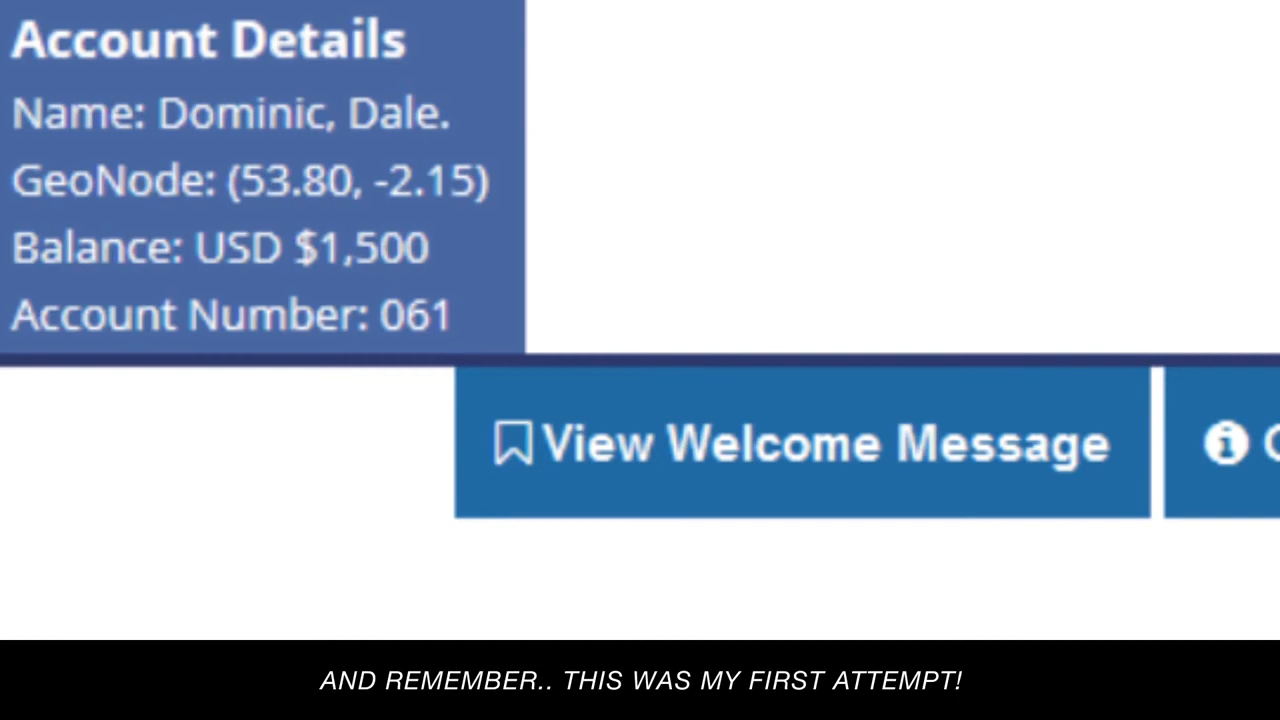 Account Details
Name: Dominic, Dale.
GeoNode: (53.80, -2.15)
Balance: USD $1,500
Account Number: 061
View Welcome Message
AND REMEMBER.. THIS WAS MY FIRST ATTEMPT!